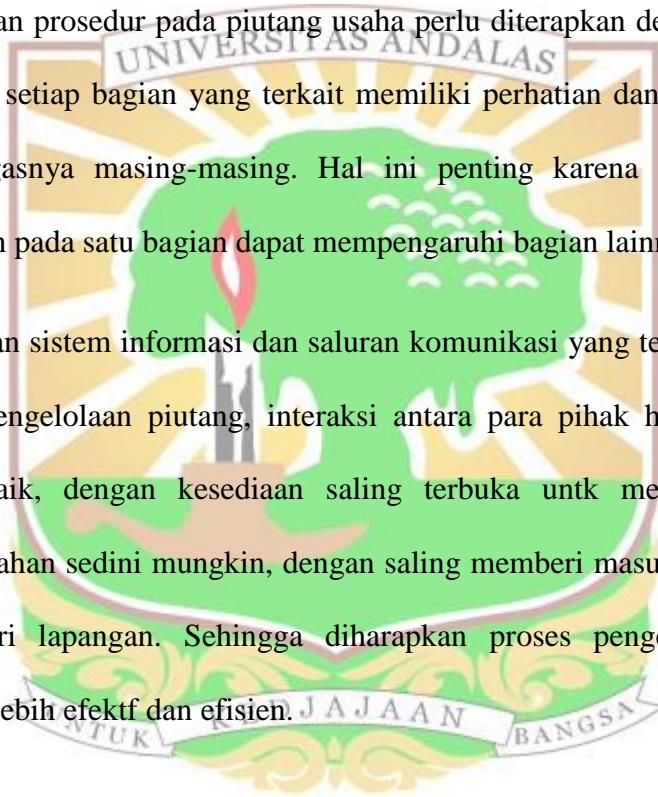 an prosedur pada piutang usaha perlu diterapkan de
UNIVERSITAS ANDALAS
setiap bagian yang terkait memiliki perhatian dan
gasnya masing-masing. Hal ini penting karena
pada satu bagian dapat mempengaruhi bagian lainn
an sistem informasi dan saluran komunikasi yang te
engelolaan piutang, interaksi antara para pihak h
aik, dengan kesediaan saling terbuka untk me
ahan sedini mungkin, dengan saling memberi masu
ri lapangan. Sehingga diharapkan proses penge
ebih efektf dan efisien.
UNTUK KEDJAJAAN BANGSA